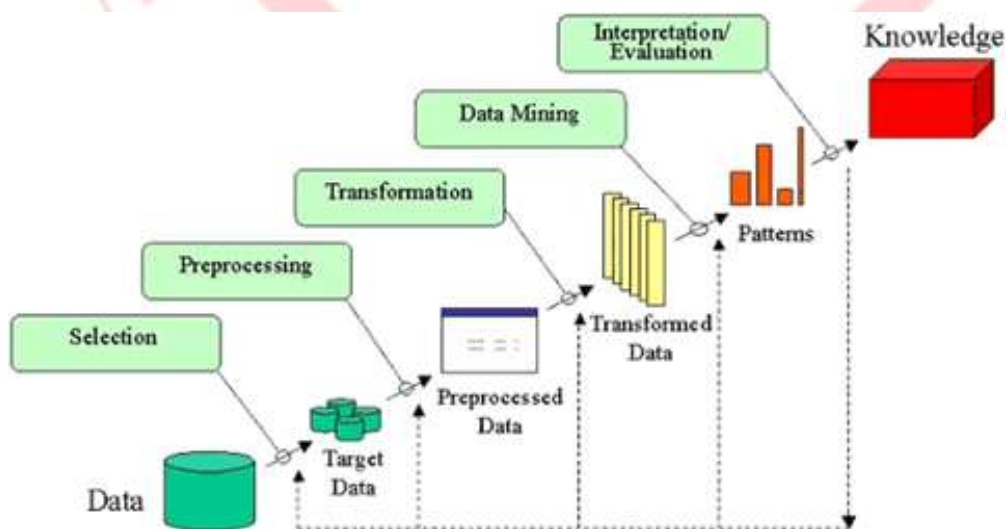 Interpretation/
Evaluation
Knowledge
Data Mining
Transformation
Patterns
Preprocessing
Transformed
Data
Selection
Preprocessed
Data
Target
Data
Data